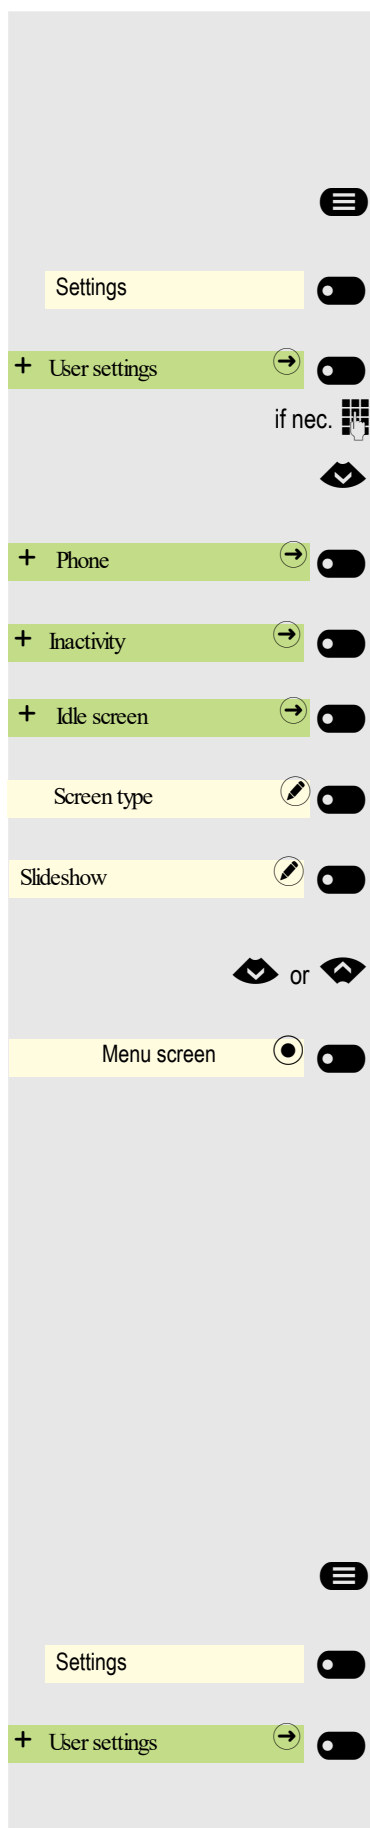 Settings
+ User settings
if nec.
+ Phone
+ Inactivity
+ Idle screen
Screen type
Slideshow
or
Menu screen
Settings
+ User settings